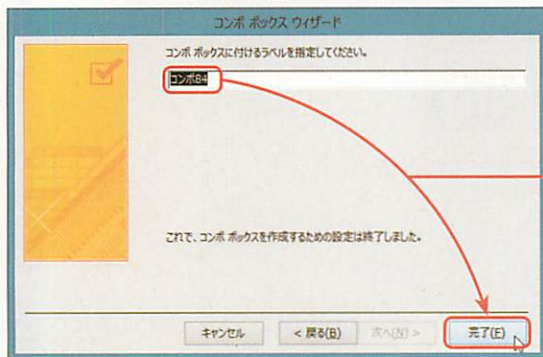 コンボ ボックス ウィザード
コンボ ボックスに付けるラベルを指定してください。
コンボ84
これで、コンボ ボックスを作成するための設定は終了しました。
キャンセル
< 戻る(B)
次へ(N) >
完了(F)